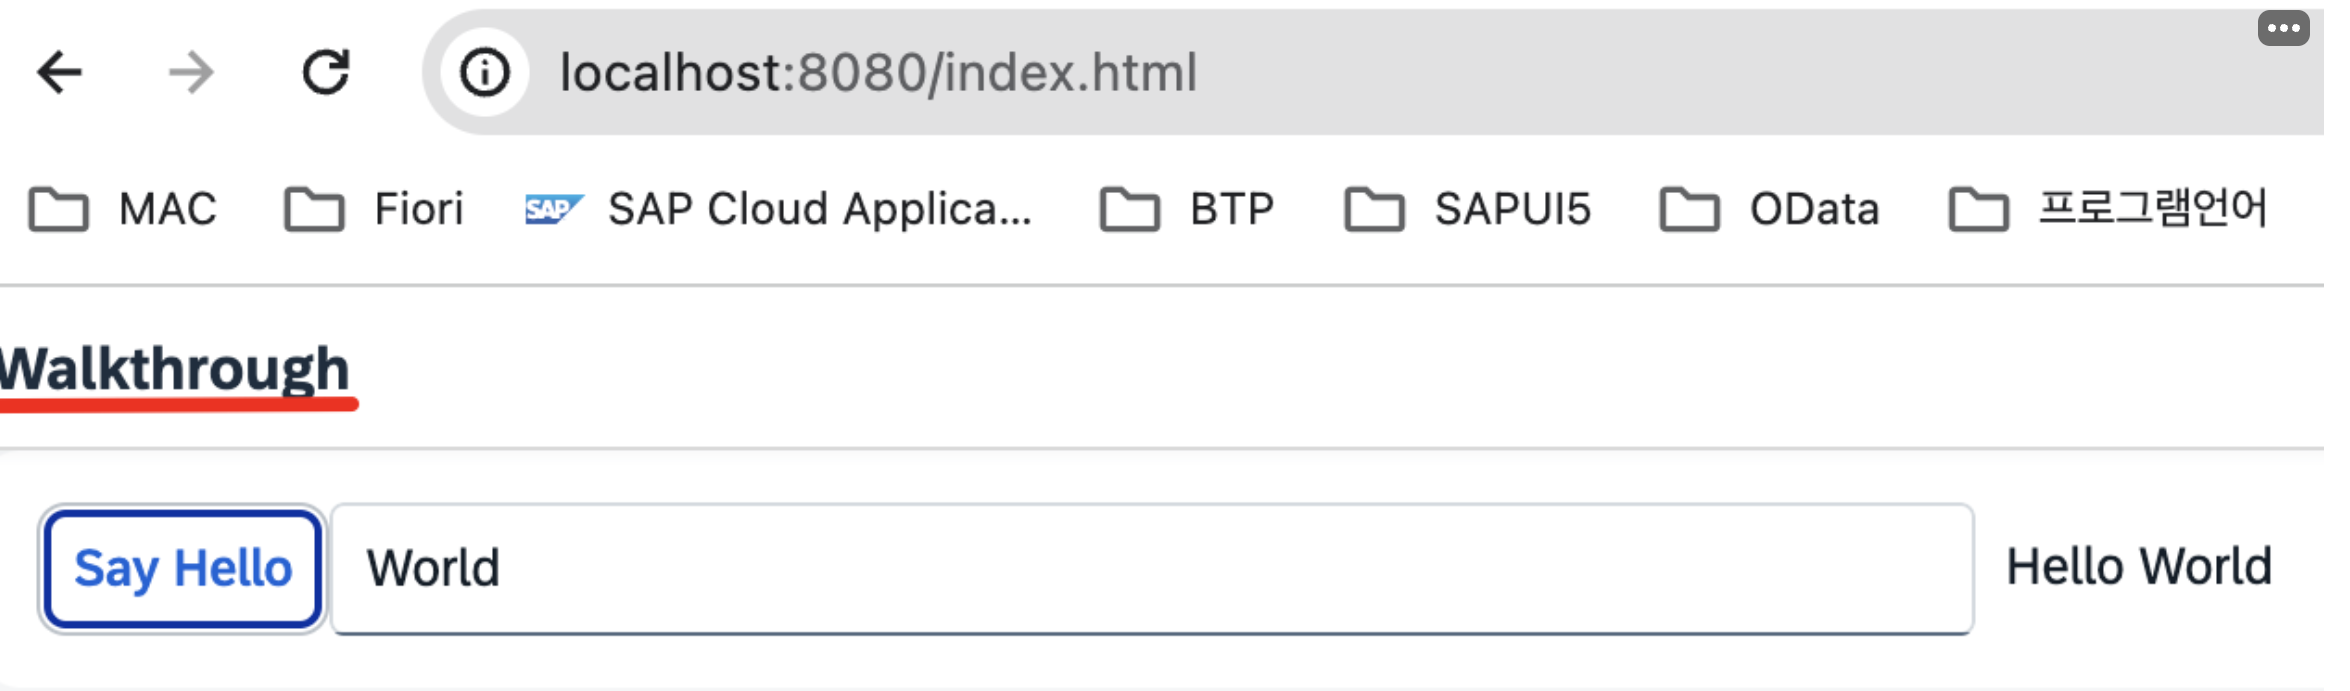 localhost:8080/index.html
MAC Fiori SAP SAP Cloud Applica... BTP SAPUI5 OData 프로그램언어
Walkthrough
Say Hello World Hello World